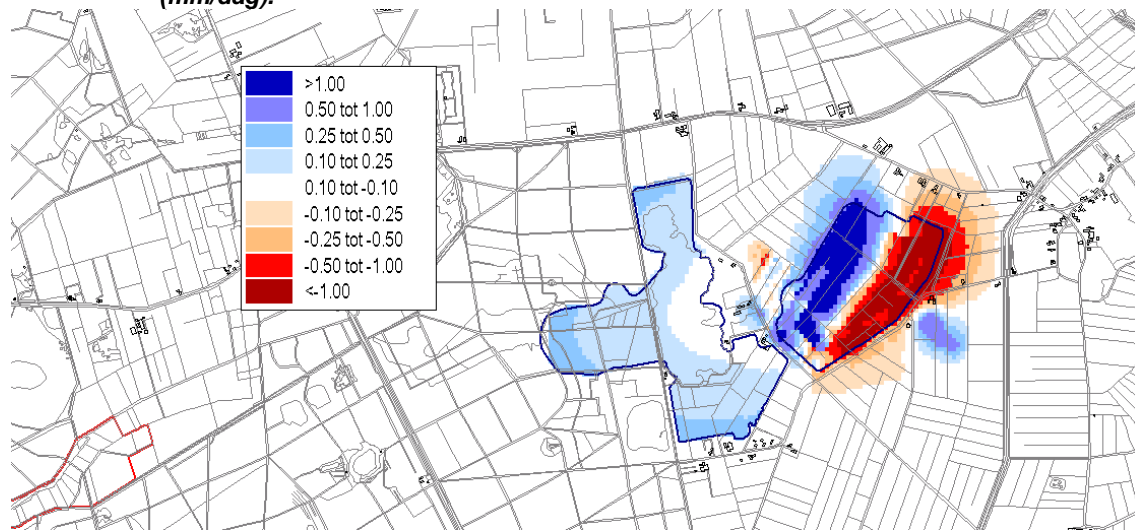 (mm/dag).
>1.00
0.50 tot 1.00
0.25 tot 0.50
0.10 tot 0.25
0.10 tot -0.10
-0.10 tot -0.25
-0.25 tot -0.50
-0.50 tot -1.00
<-1.00